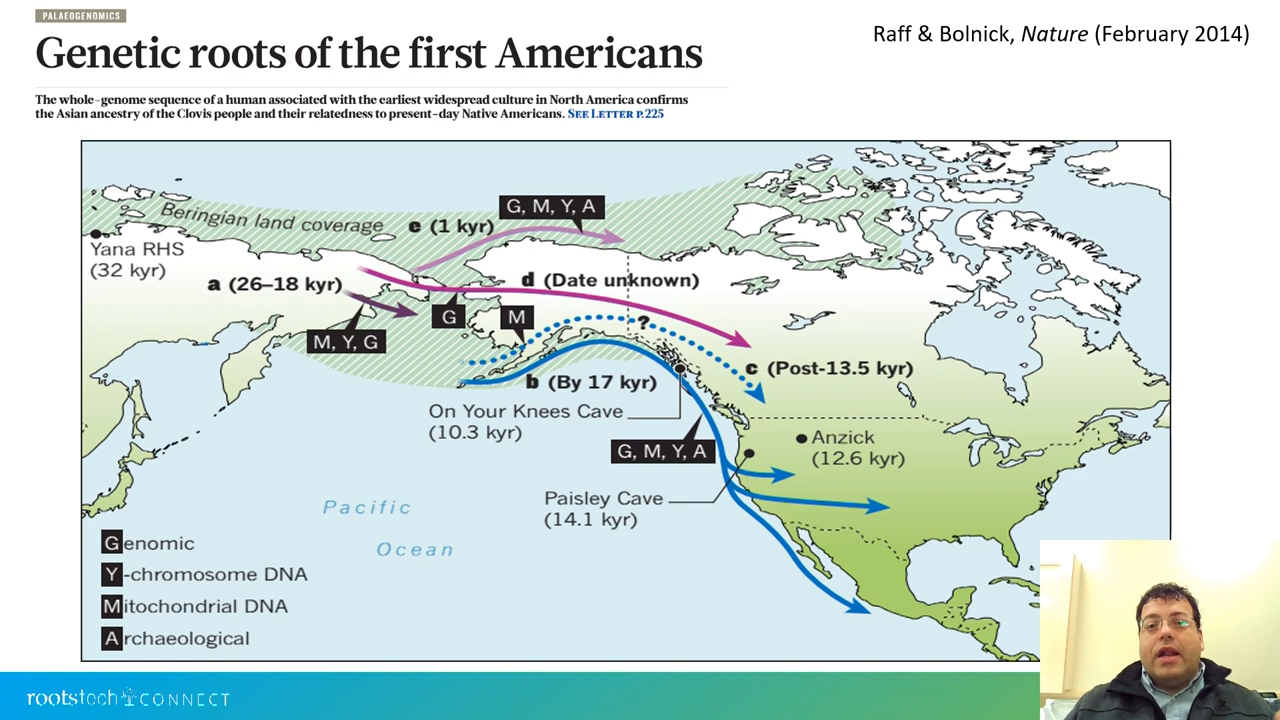 PALAEOGENOMICS
Raff & Bolnick, Nature (February 2014)
Genetic roots of the first Americans
The whole-genome sequence of a human associated with the earliest widespread culture in North America confirms
the Asian ancestry of the Clovis people and their relatedness to present-day Native Americans. SEE LETTER P.225
Beringian land coverage
e (1 kyr)
G, M, Y, A
Yana RHS
(32 kyr)
a (26–18 kyr)
d (Date unknown)
G
M
?
M, Y, G
c (Post-13.5 kyr)
b (By 17 kyr)
On Your Knees Cave
(10.3 kyr)
Anzick
(12.6 kyr)
G, M, Y, A
Paisley Cave
(14.1 kyr)
Pacific
Ocean
Genomic
Y-chromosome DNA
Mitochondrial DNA
Archaeological
rootstech CONNECT